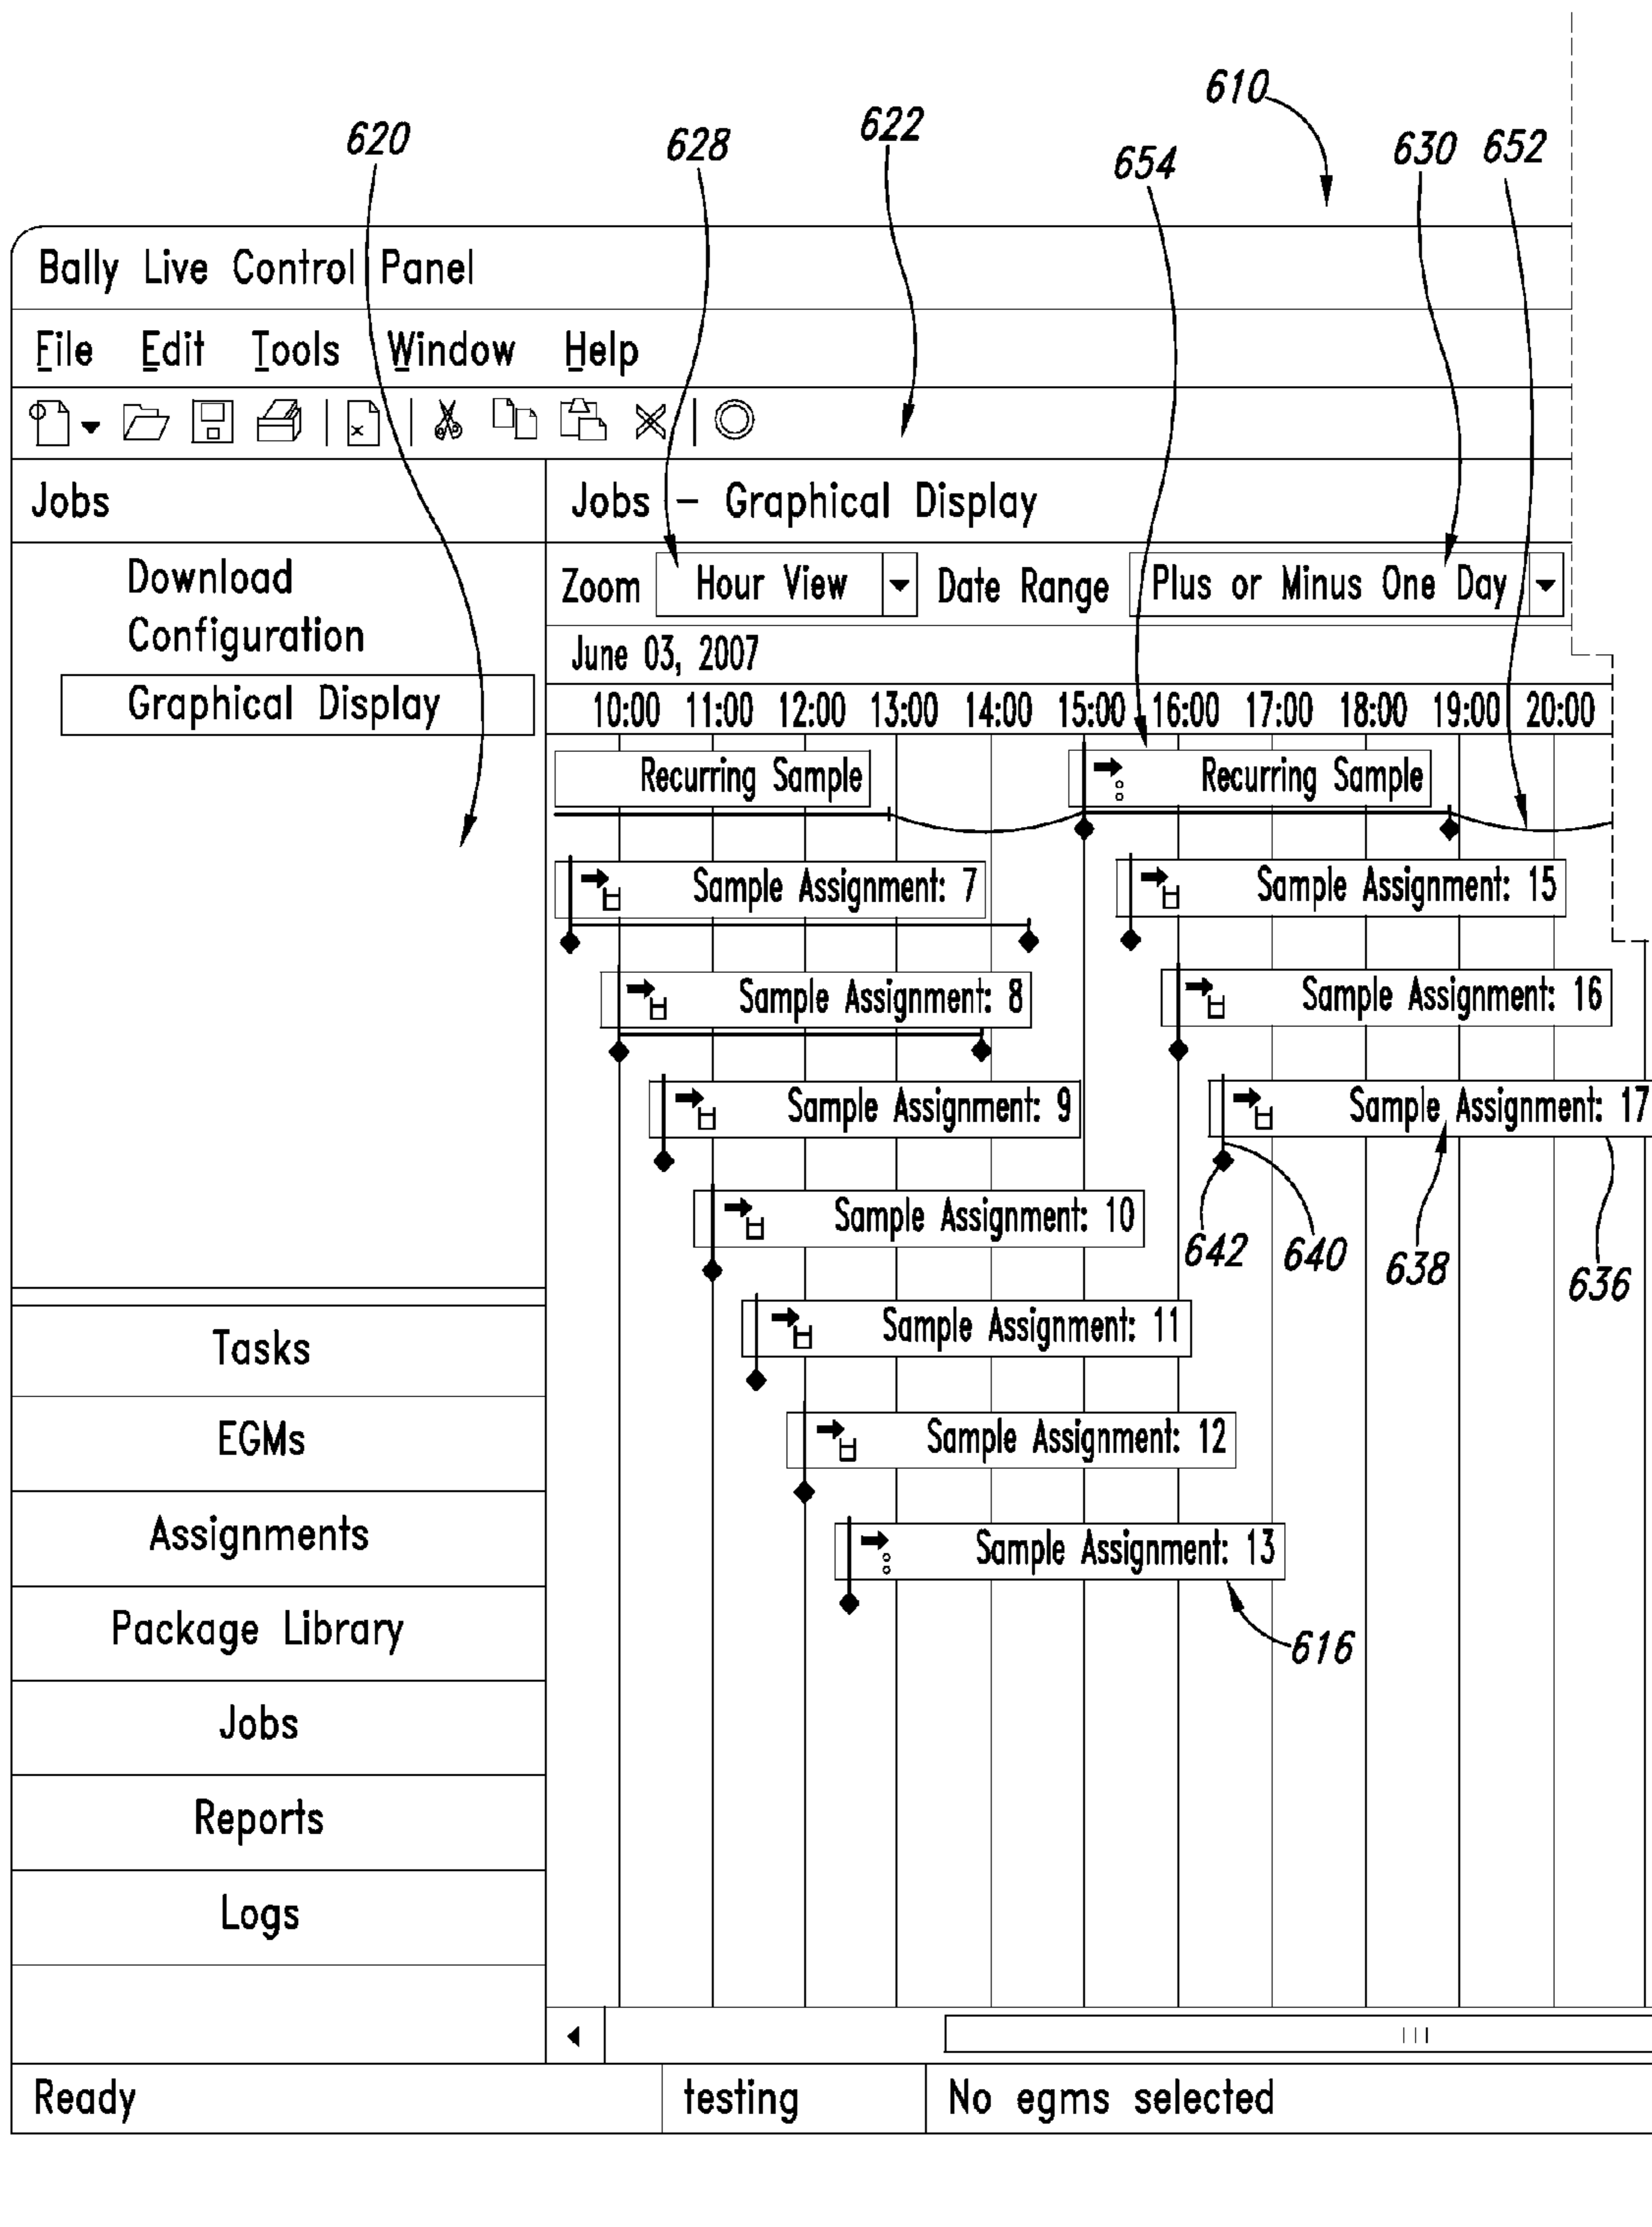 610
620 628 622 654 630 652
Bally Live Control Panel
File Edit Tools Window Help
Jobs
Jobs - Graphical Display
Download
Configuration
Graphical Display
Zoom Hour View Date Range Plus or Minus One Day
June 03, 2007
10:00 11:00 12:00 13:00 14:00 15:00 16:00 17:00 18:00 19:00 20:00
Recurring Sample Recurring Sample
Sample Assignment: 7 Sample Assignment: 15
Sample Assignment: 8 Sample Assignment: 16
Sample Assignment: 9 Sample Assignment: 17
Sample Assignment: 10
642 640 638 636
Sample Assignment: 11
Sample Assignment: 12
Sample Assignment: 13
616
Tasks
EGMs
Assignments
Package Library
Jobs
Reports
Logs
Ready testing No egms selected